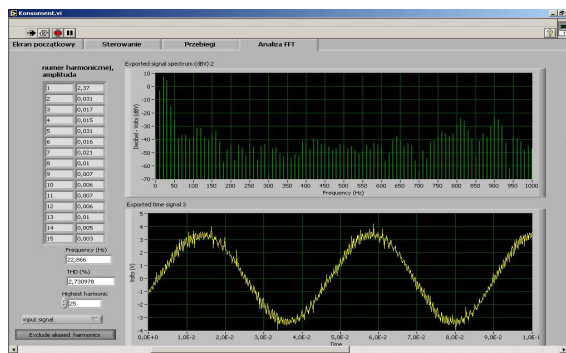 Konsument.vi
Ekran początkowy Sterowanie Przebiegi Analiza FFT
numer harmonicznej,
amplituda
1 2,37
2 0,031
3 0,017
4 0,015
5 0,031
6 0,016
7 0,021
8 0,01
9 0,007
10 0,006
11 0,007
12 0,006
13 0,01
14 0,005
15 0,003
Frequency (Hz)
22,866
THD (%)
2,730978
Highest harmonic
25
input signal
Exclude aliased harmonics
Exported signal spectrum (dBV) 2
Decibel - Volts (dBV)
10
0
-10
-20
-30
-40
-50
-60
-70
0 50 100 150 200 250 300 350 400 450 500 550 600 650 700 750 800 850 900 950 1000
Frequency (Hz)
Exported time signal 3
Volts (V)
5
4
3
2
1
0
-1
-2
-3
-4
0,0E+0 1,0E-2 2,0E-2 3,0E-2 4,0E-2 5,0E-2 6,0E-2 7,0E-2 8,0E-2 9,0E-2 1,0E-1
Time